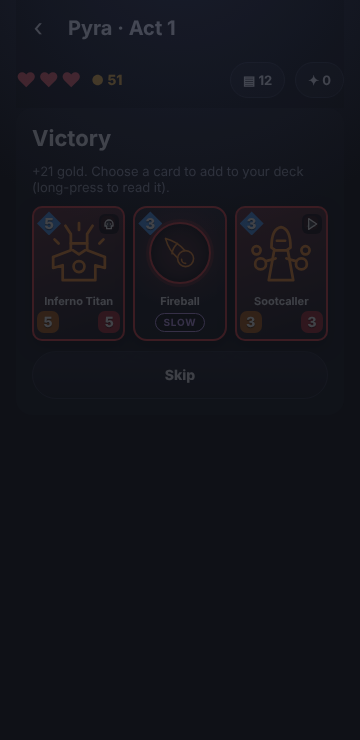 Pyra · Act 1
51
12
0
Victory
+21 gold. Choose a card to add to your deck
(long-press to read it).
5
3
3
Inferno Titan
Fireball
Sootcaller
5
5
SLOW
3
3
Skip